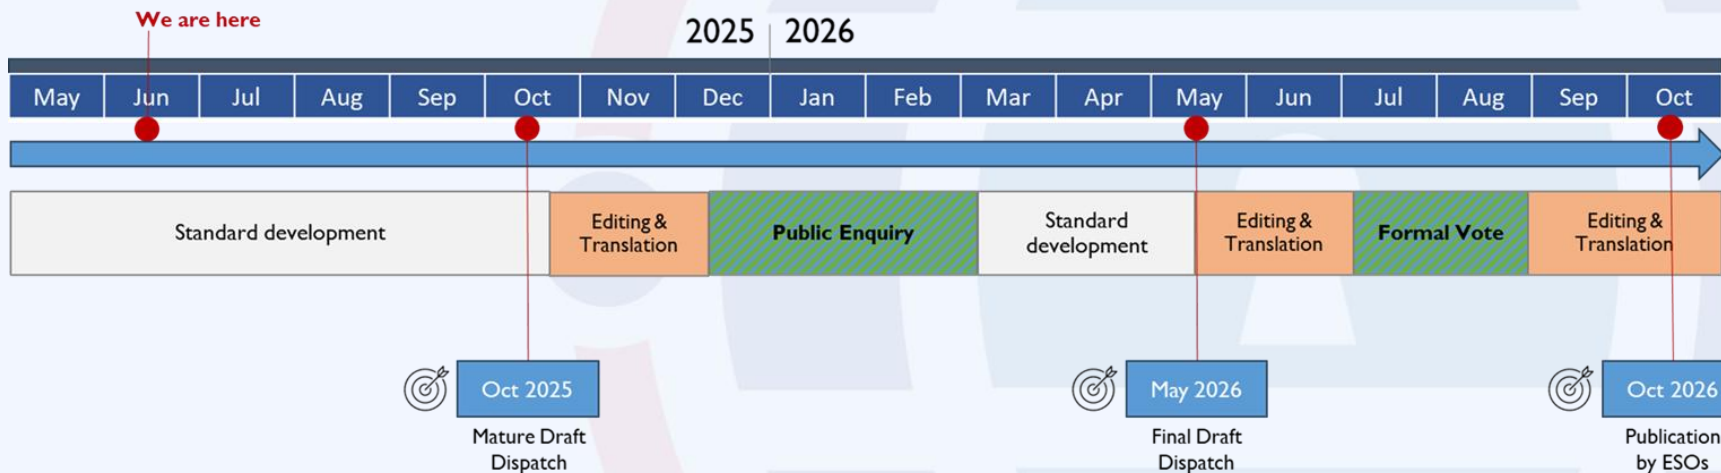 We are here
2025 2026
May Jun Jul Aug Sep Oct Nov Dec Jan Feb Mar Apr May Jun Jul Aug Sep Oct
Standard development
Editing &
Translation
Public Enquiry
Standard
development
Editing &
Translation
Formal Vote
Editing &
Translation
Oct 2025
Mature Draft
Dispatch
May 2026
Final Draft
Dispatch
Oct 2026
Publication
by ESOs